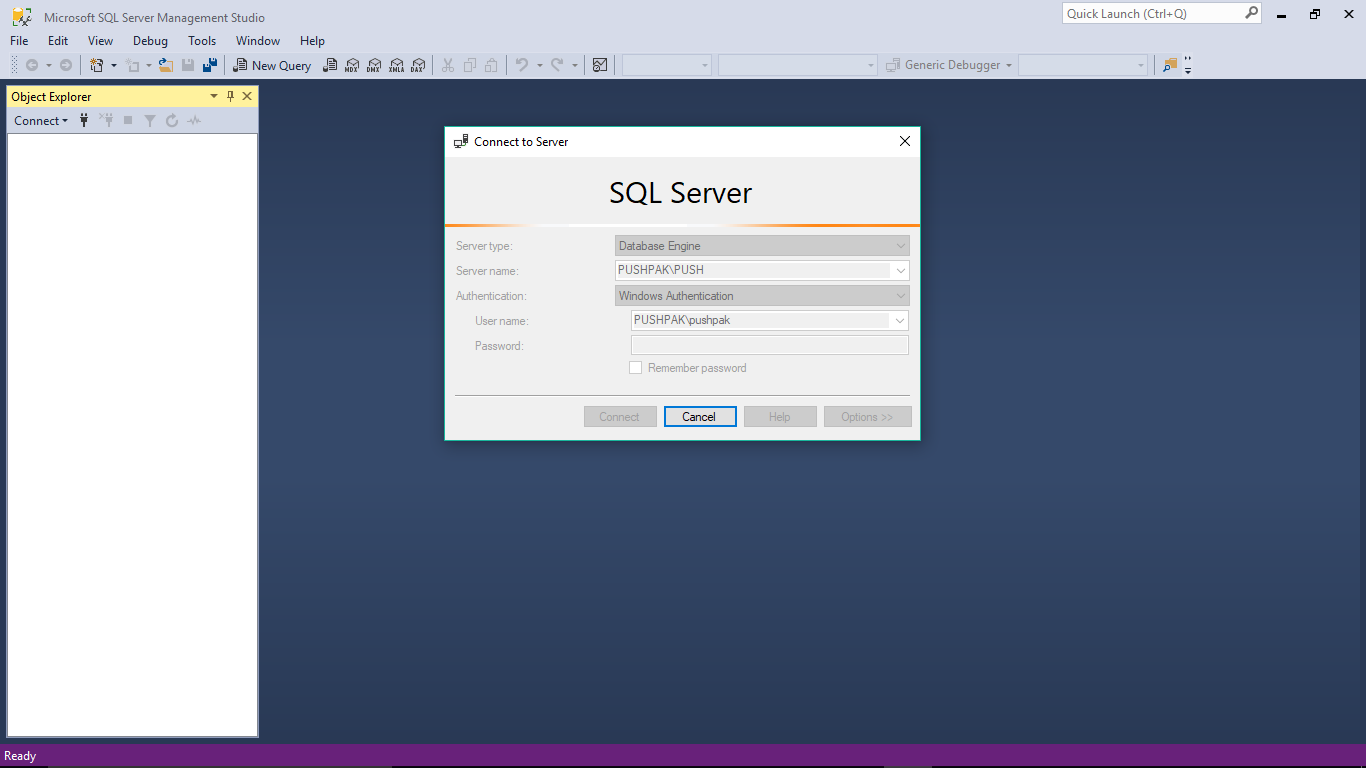 Microsoft SQL Server Management Studio
Quick Launch (Ctrl+Q)
File Edit View Debug Tools Window Help
New Query MDX DMX XMLA DAX Generic Debugger
Object Explorer
Connect
Connect to Server
SQL Server
Server type: Database Engine
Server name: PUSHPAK\PUSH
Authentication: Windows Authentication
User name: PUSHPAK\pushpak
Password:
Remember password
Connect Cancel Help Options >>
Ready